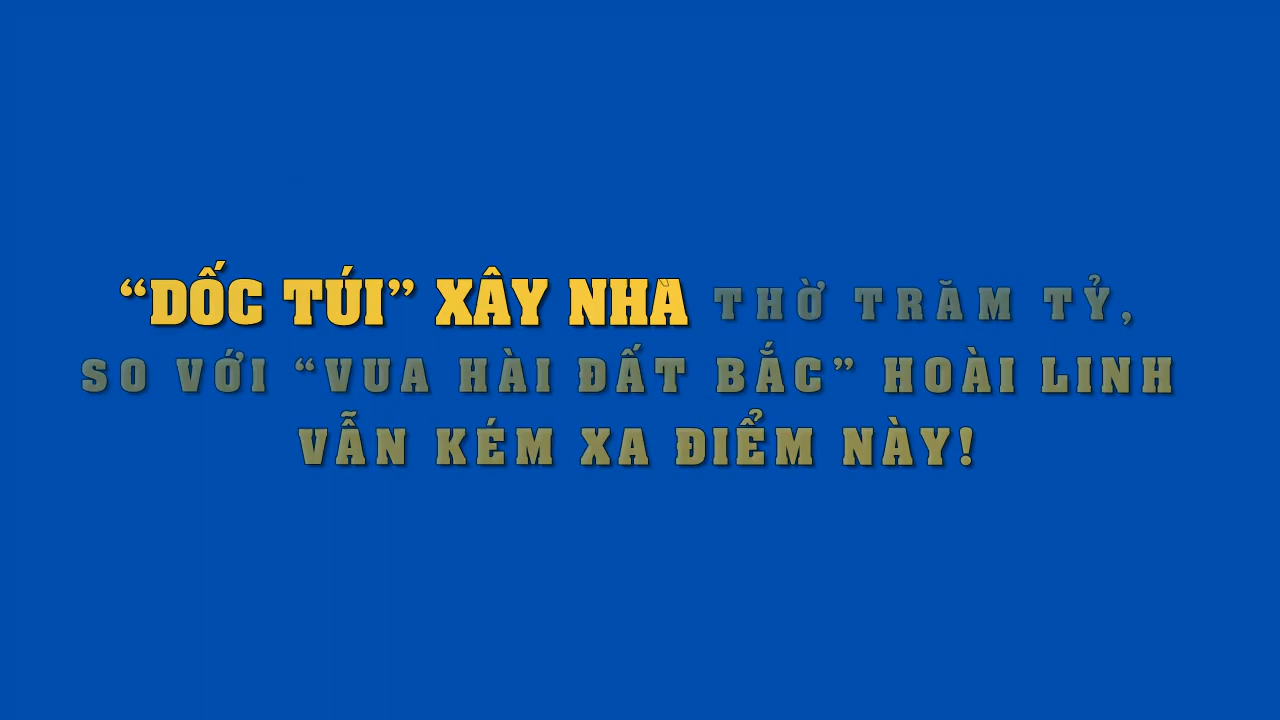 “DỐC TÚI” XÂY NHÀ THỜ TRĂM TỶ,
SO VỚI “VUA HÀI ĐẤT BẮC” HOÀI LINH
VẪN KÉM XA ĐIỂM NÀY!